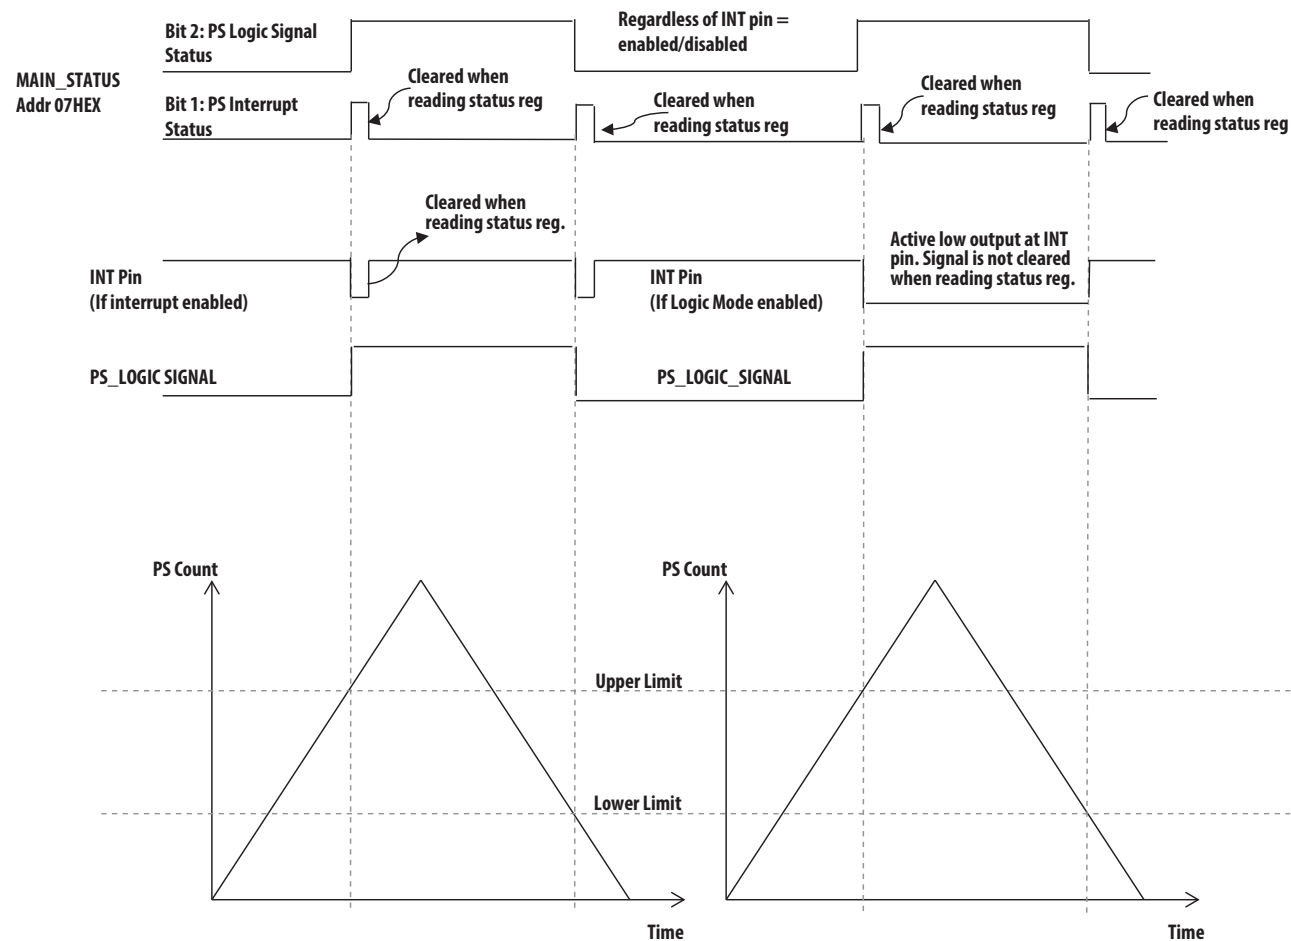 Bit 2: PS Logic Signal
Status
Regardless of INT pin =
enabled/disabled
MAIN_STATUS
Addr 07HEX
Bit 1: PS Interrupt
Status
Cleared when
reading status reg
Cleared when
reading status reg
Cleared when
reading status reg
Cleared when
reading status reg
Cleared when
reading status reg.
INT Pin
(If interrupt enabled)
INT Pin
(If Logic Mode enabled)
Active low output at INT
pin. Signal is not cleared
when reading status reg.
PS_LOGIC SIGNAL
PS_LOGIC_SIGNAL
PS Count
PS Count
Upper Limit
Lower Limit
Time
Time